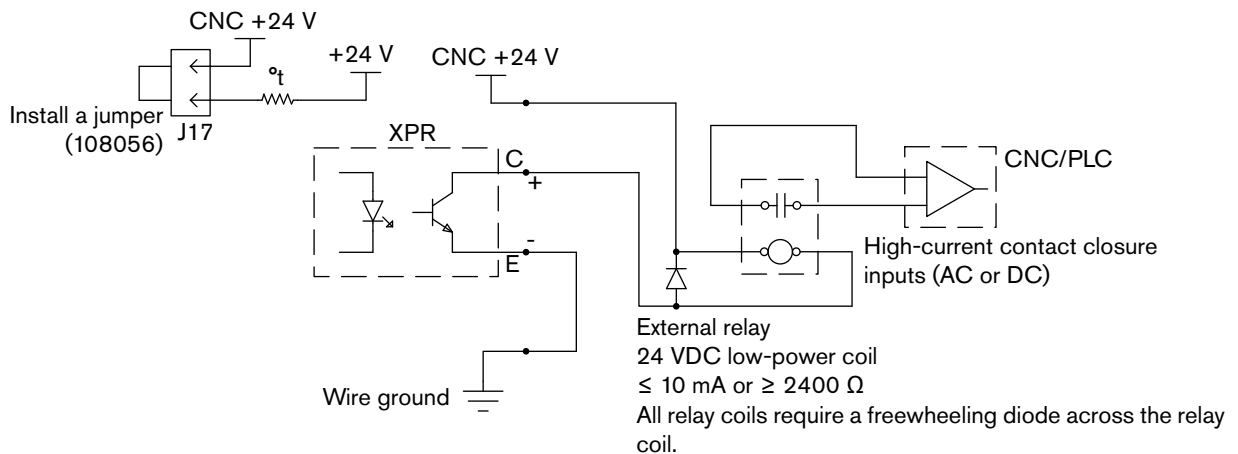 CNC +24 V
+24 V
CNC +24 V
°t
Install a jumper
(108056)
J17
XPR
C
+
-
E
CNC/PLC
High-current contact closure
inputs (AC or DC)
External relay
24 VDC low-power coil
≤ 10 mA or ≥ 2400 Ω
All relay coils require a freewheeling diode across the relay
coil.
Wire ground